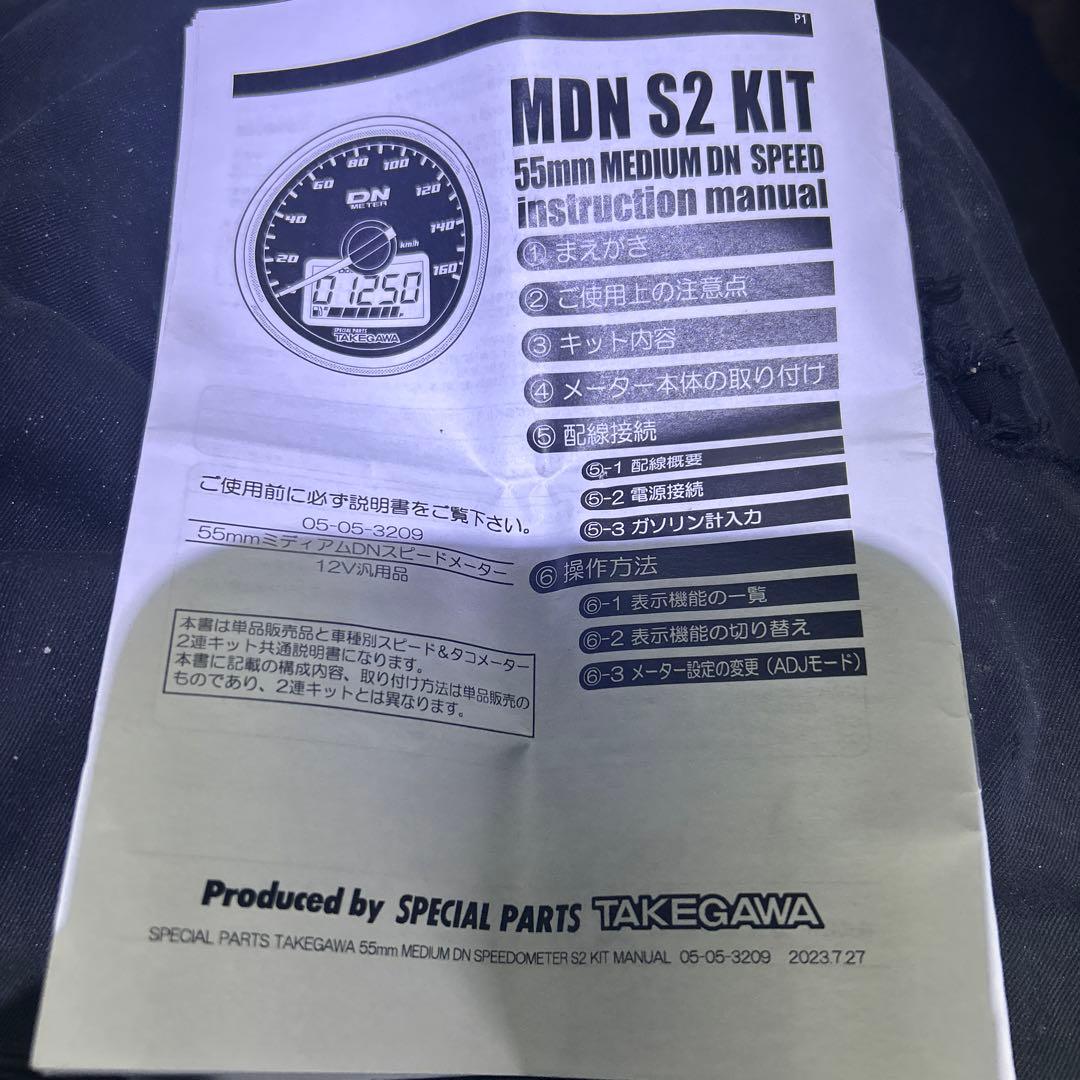 P1
MDN S2 KIT
55mm MEDIUM DN SPEED
instruction manual
20
40
60
80
100
120
140
160
DN
METER
km/h
01250
SPECIAL PARTS
TAKEGAWA
① まえがき
② ご使用上の注意点
③ キット内容
④ メーター本体の取り付け
⑤ 配線接続
⑤-1 配線概要
⑤-2 電源接続
⑤-3 ガソリン計入力
⑥ 操作方法
⑥-1 表示機能の一覧
⑥-2 表示機能の切り替え
⑥-3 メーター設定の変更（ADJモード）
ご使用前に必ず説明書をご覧下さい。
05-05-3209
55mmミディアムDNスピードメーター
12V汎用品
本書は単品販売品と車種別スピード＆タコメーター
2連キット共通説明書になります。
本書に記載の構成内容、取り付け方法は単品販売の
ものであり、2連キットとは異なります。
Produced by SPECIAL PARTS TAKEGAWA
SPECIAL PARTS TAKEGAWA 55mm MEDIUM DN SPEEDOMETER S2 KIT MANUAL 05-05-3209 2023.7.27